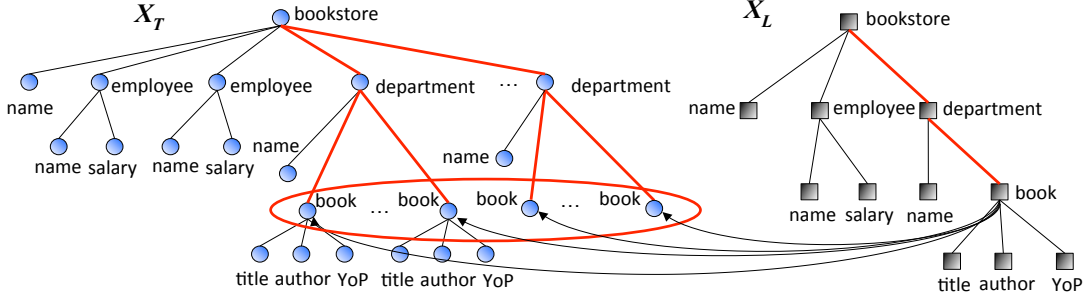 X_T
bookstore
X_L
bookstore
name
employee
employee
department
...
department
name
employee
department
name
salary
name
salary
name
name
book
...
book
book
...
book
name
salary
name
book
title
author
YoP
title
author
YoP
title
author
YoP